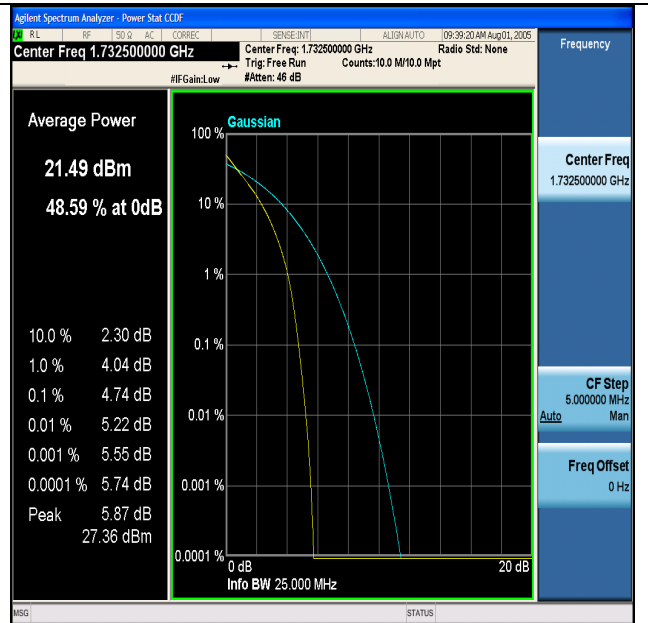 Agilent Spectrum Analyzer - Power Stat CCDF
RL RF 50 Ω AC CORREC SENSE:INT ALIGN AUTO 09:39:20 AM Aug 01, 2005
Center Freq 1.732500000 GHz
Center Freq: 1.732500000 GHz Radio Std: None
Trig: Free Run Counts:10.0 M/10.0 Mpt
#IFGain:Low #Atten: 46 dB
Average Power
21.49 dBm
48.59 % at 0dB
10.0 % 2.30 dB
1.0 % 4.04 dB
0.1 % 4.74 dB
0.01 % 5.22 dB
0.001 % 5.55 dB
0.0001 % 5.74 dB
Peak 5.87 dB
27.36 dBm
Gaussian
100 %
10 %
1 %
0.1 %
0.01 %
0.001 %
0.0001 %
0 dB 20 dB
Info BW 25.000 MHz
Frequency
Center Freq
1.732500000 GHz
CF Step
5.000000 MHz
Auto Man
Freq Offset
0 Hz
MSG STATUS